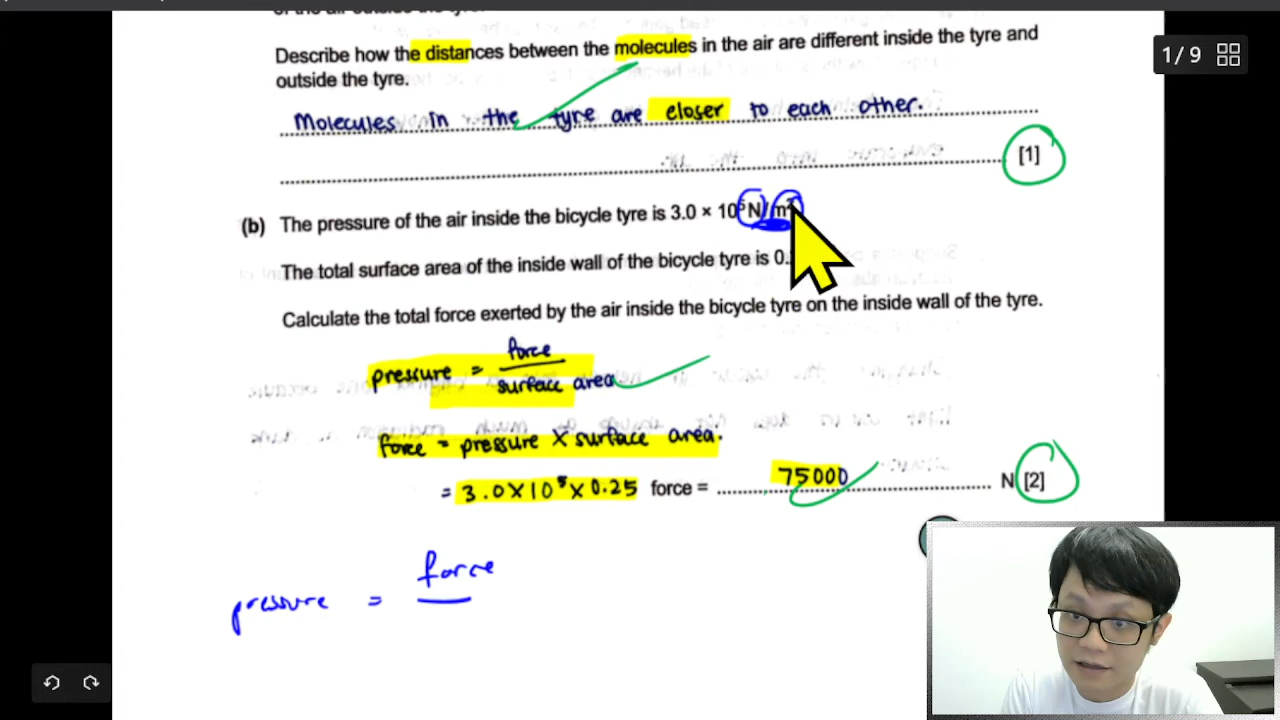 1 / 9
Describe how the distances between the molecules in the air are different inside the tyre and
outside the tyre.
Molecules in the tyre are closer to each other.
[1]
(b) The pressure of the air inside the bicycle tyre is 3.0 × 10⁵ N/m²
The total surface area of the inside wall of the bicycle tyre is 0.
Calculate the total force exerted by the air inside the bicycle tyre on the inside wall of the tyre.
pressure = force
surface area
force = pressure × surface area.
= 3.0 × 10⁵ × 0.25 force = 75000 N [2]
force
pressure =